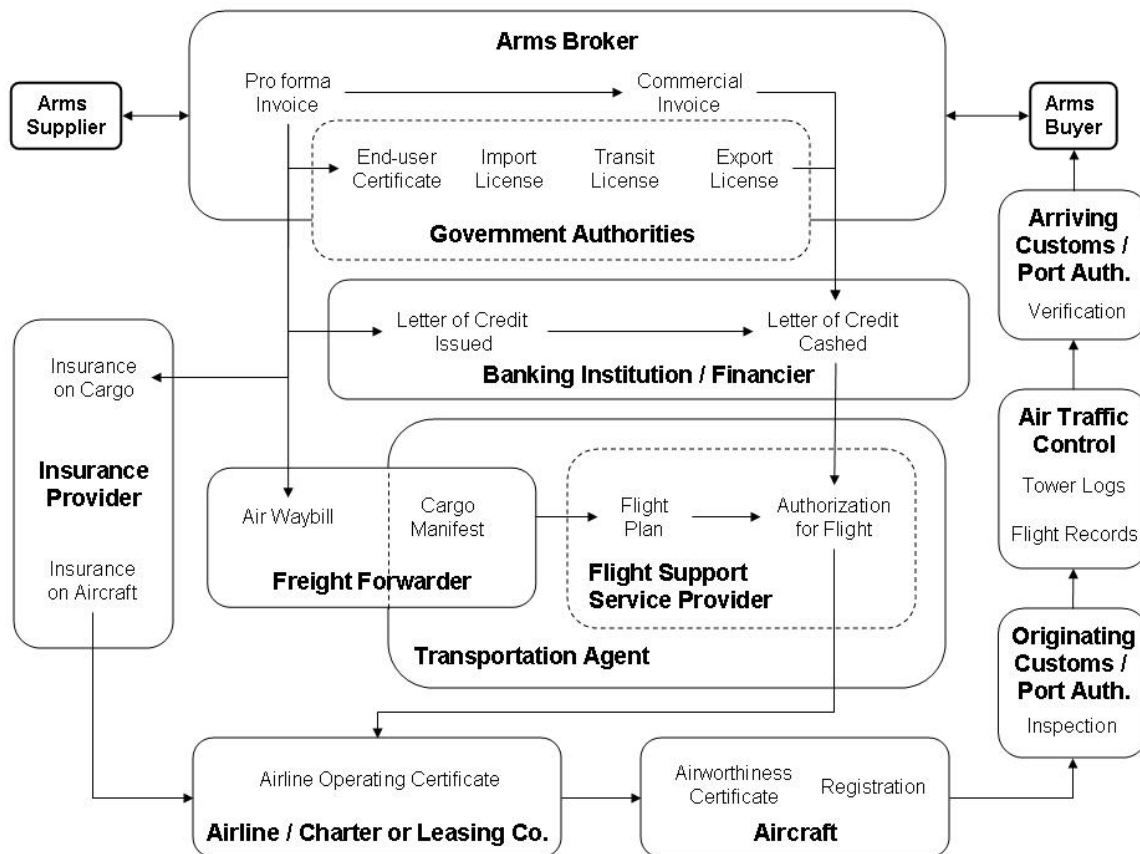 Arms Broker
Pro forma
Invoice
Commercial
Invoice
Arms
Supplier
Arms
Buyer
End-user
Certificate
Import
License
Transit
License
Export
License
Government Authorities
Arriving
Customs /
Port Auth.
Verification
Letter of Credit
Issued
Letter of Credit
Cashed
Banking Institution / Financier
Insurance
on Cargo
Insurance
Provider
Insurance
on Aircraft
Air Traffic
Control
Tower Logs
Flight Records
Air Waybill
Cargo
Manifest
Freight Forwarder
Flight
Plan
Authorization
for Flight
Flight Support
Service Provider
Transportation Agent
Originating
Customs /
Port Auth.
Inspection
Airline Operating Certificate
Airline / Charter or Leasing Co.
Airworthiness
Certificate
Registration
Aircraft